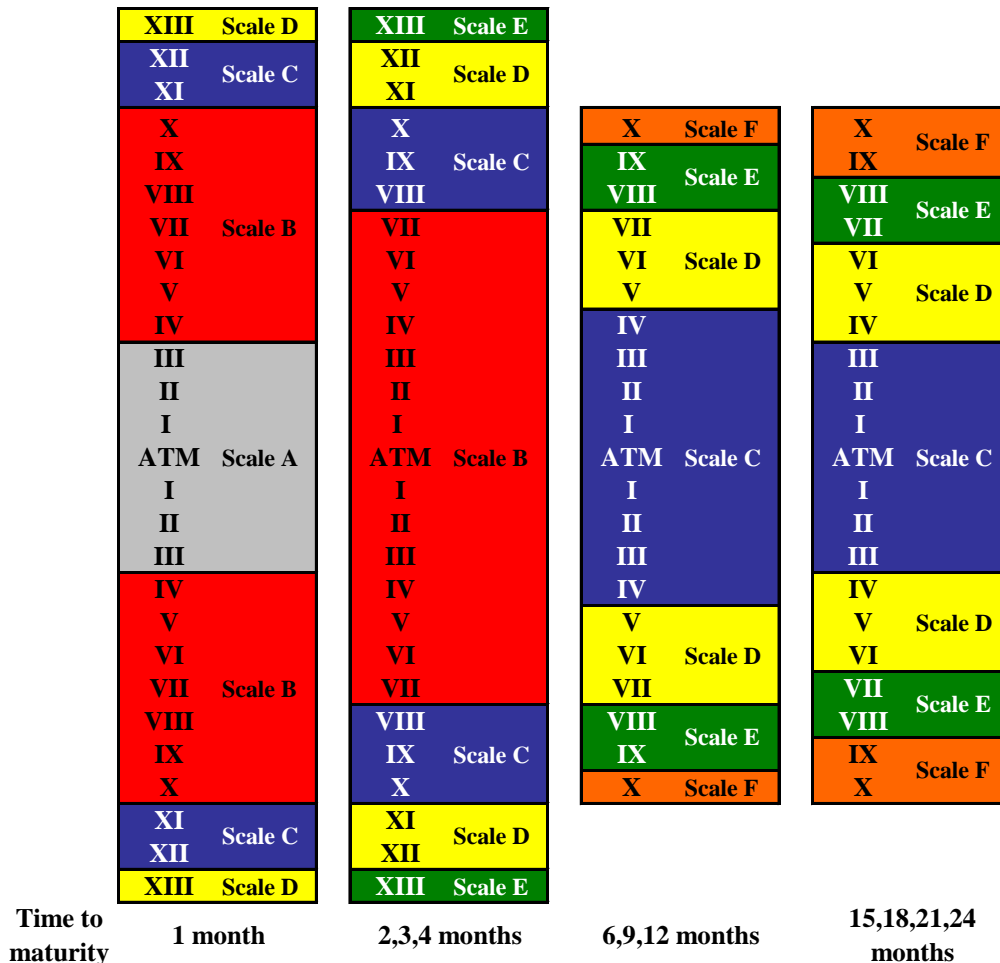 XIII Scale D
XII
Scale C
XI
X
IX
VIII
VII Scale B
VI
V
IV
III
II
I
ATM Scale A
I
II
III
IV
V
VI
VII Scale B
VIII
IX
X
XI
Scale C
XII
XIII Scale D
XIII Scale E
XII
Scale D
XI
X
IX Scale C
VIII
VII
VI
V
IV
III
II
I
ATM Scale B
I
II
III
IV
V
VI
VII
VIII
IX Scale C
X
XI
Scale D
XII
XIII Scale E
X Scale F
IX
Scale E
VIII
VII
VI Scale D
V
IV
III
II
I
ATM Scale C
I
II
III
IV
V
VI Scale D
VII
VIII
Scale E
IX
X Scale F
X
Scale F
IX
VIII
Scale E
VII
VI
V Scale D
IV
III
II
I
ATM Scale C
I
II
III
IV
V Scale D
VI
VII
Scale E
VIII
IX
Scale F
X
Time to
maturity
1 month
2,3,4 months
6,9,12 months
15,18,21,24
months